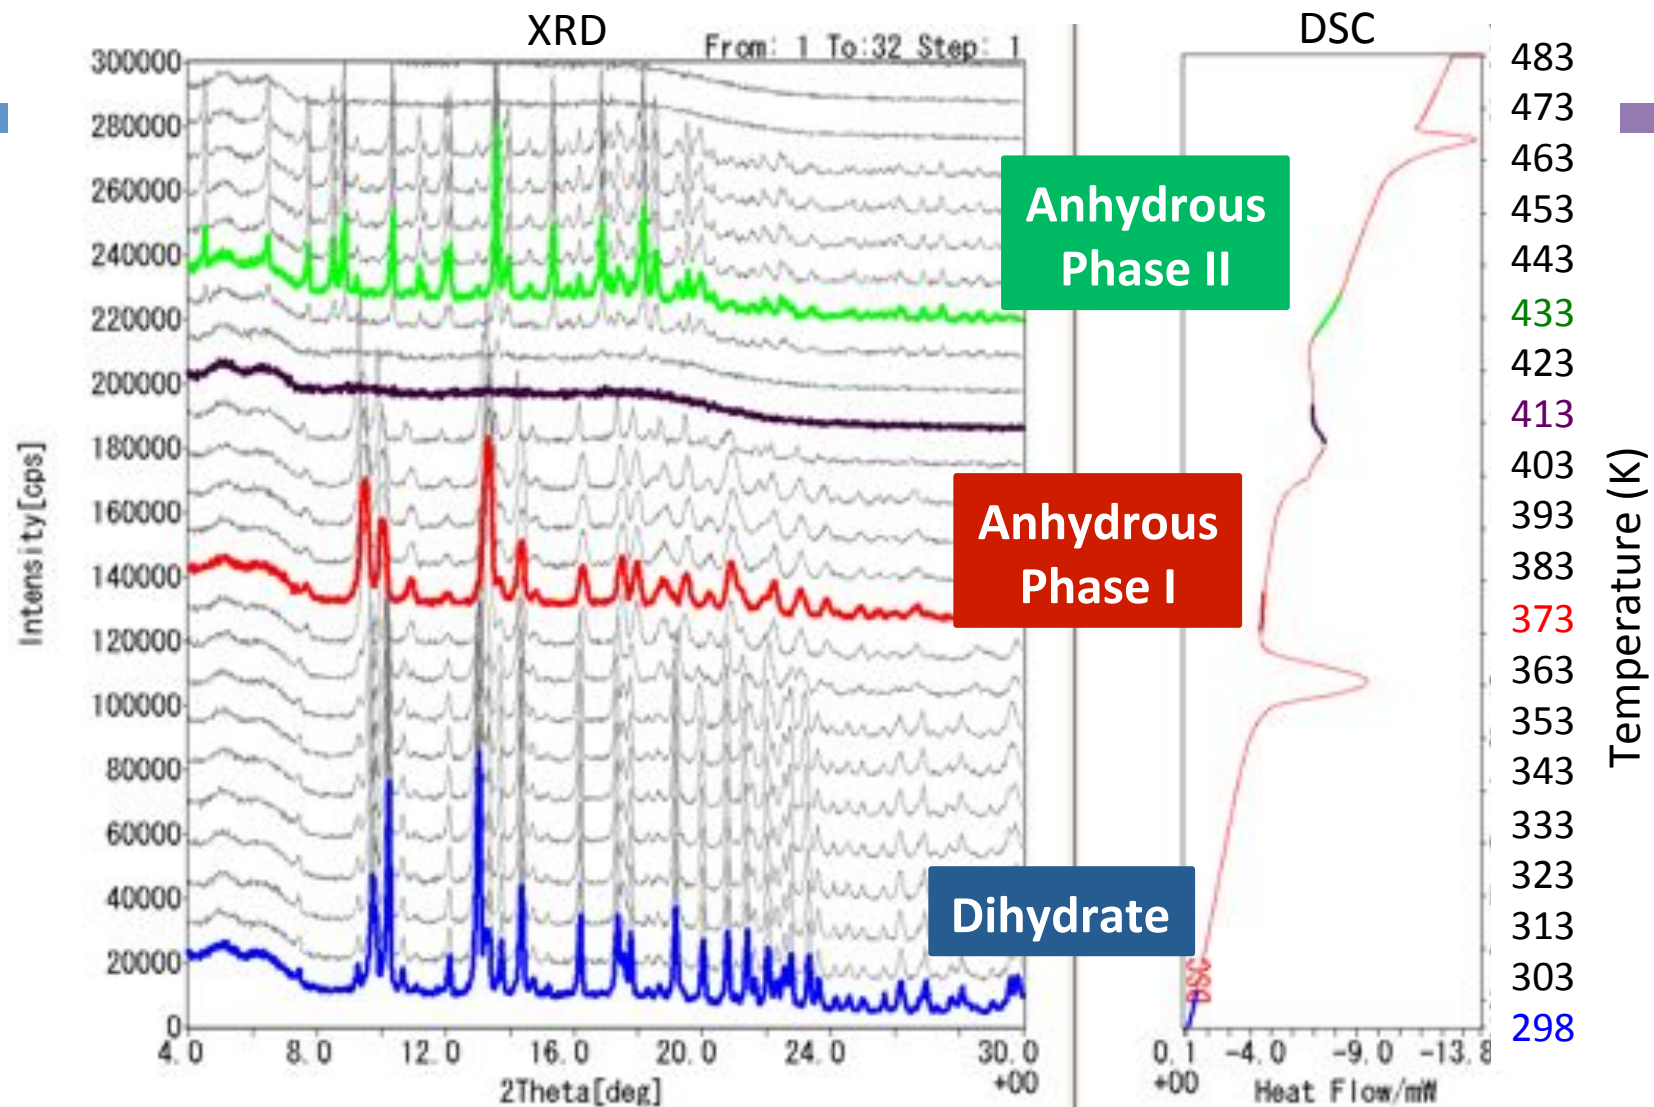 XRD
From: 1 To:32 Step: 1
DSC
300000
280000
260000
240000
220000
200000
180000
160000
140000
120000
100000
80000
60000
40000
20000
0
Intensity[cps]
4.0 8.0 12.0 16.0 20.0 24.0 30.0
+00
2Theta[deg]
Anhydrous
Phase II
Anhydrous
Phase I
Dihydrate
DSC
0.1 -4.0 -9.0 -13.8
+00
Heat Flow/mW
483
473
463
453
443
433
423
413
403
393
383
373
363
353
343
333
323
313
303
298
Temperature (K)